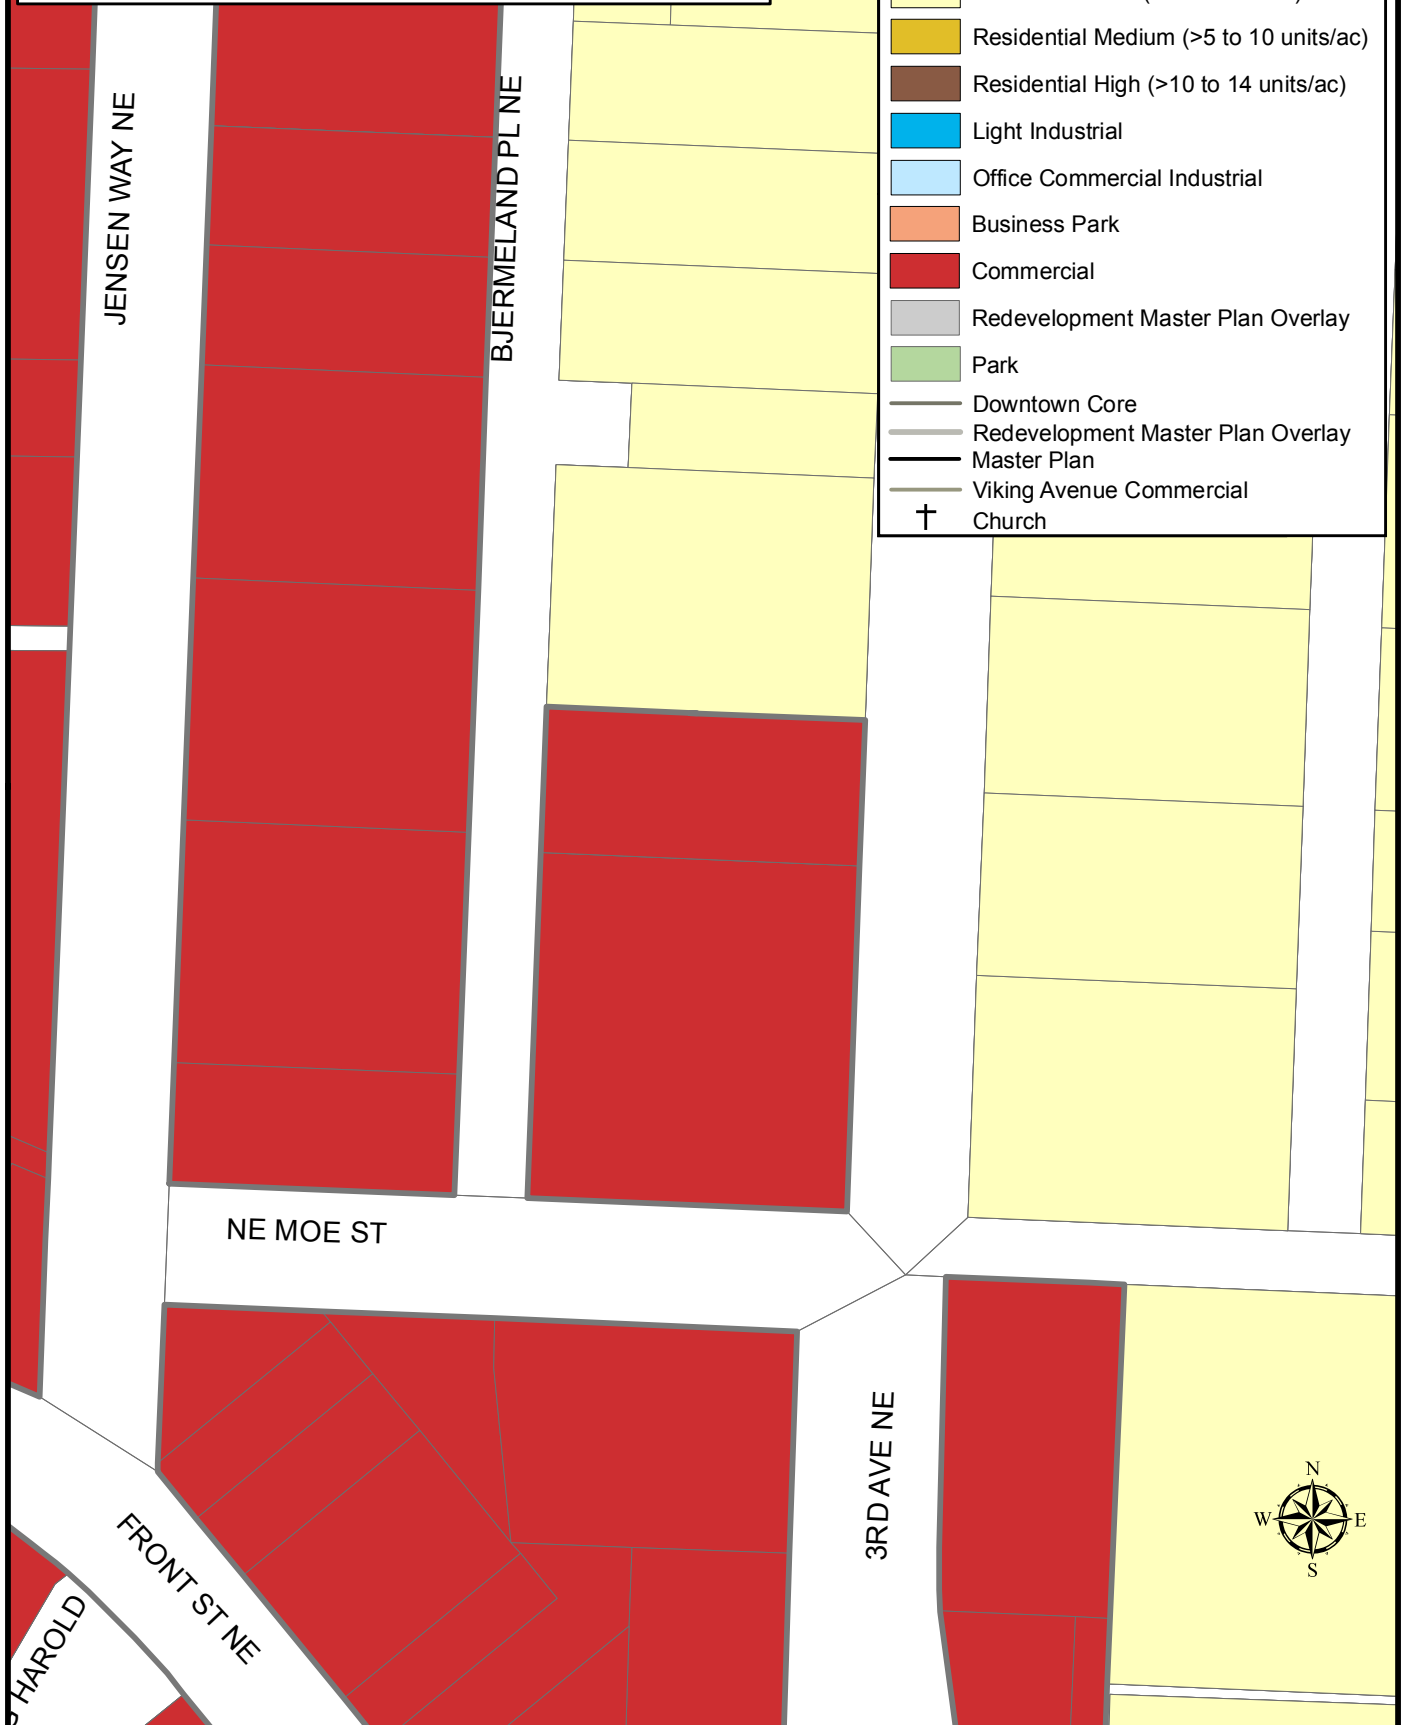 Residential Medium (>5 to 10 units/ac)
Residential High (>10 to 14 units/ac)
Light Industrial
Office Commercial Industrial
Business Park
Commercial
Redevelopment Master Plan Overlay
Park
Downtown Core
Redevelopment Master Plan Overlay
Master Plan
Viking Avenue Commercial
Church
JENSEN WAY NE
BJERMELAND PL NE
NE MOE ST
3RD AVE NE
FRONT ST NE
HAROLD
N
W E
S